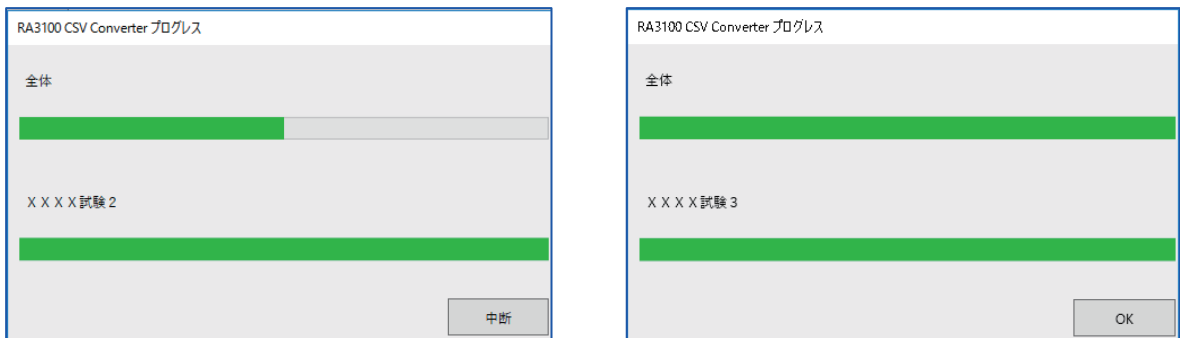 RA3100 CSV Converter プログレス
全体
ＸＸＸＸ試験２
中断
RA3100 CSV Converter プログレス
全体
ＸＸＸＸ試験３
OK